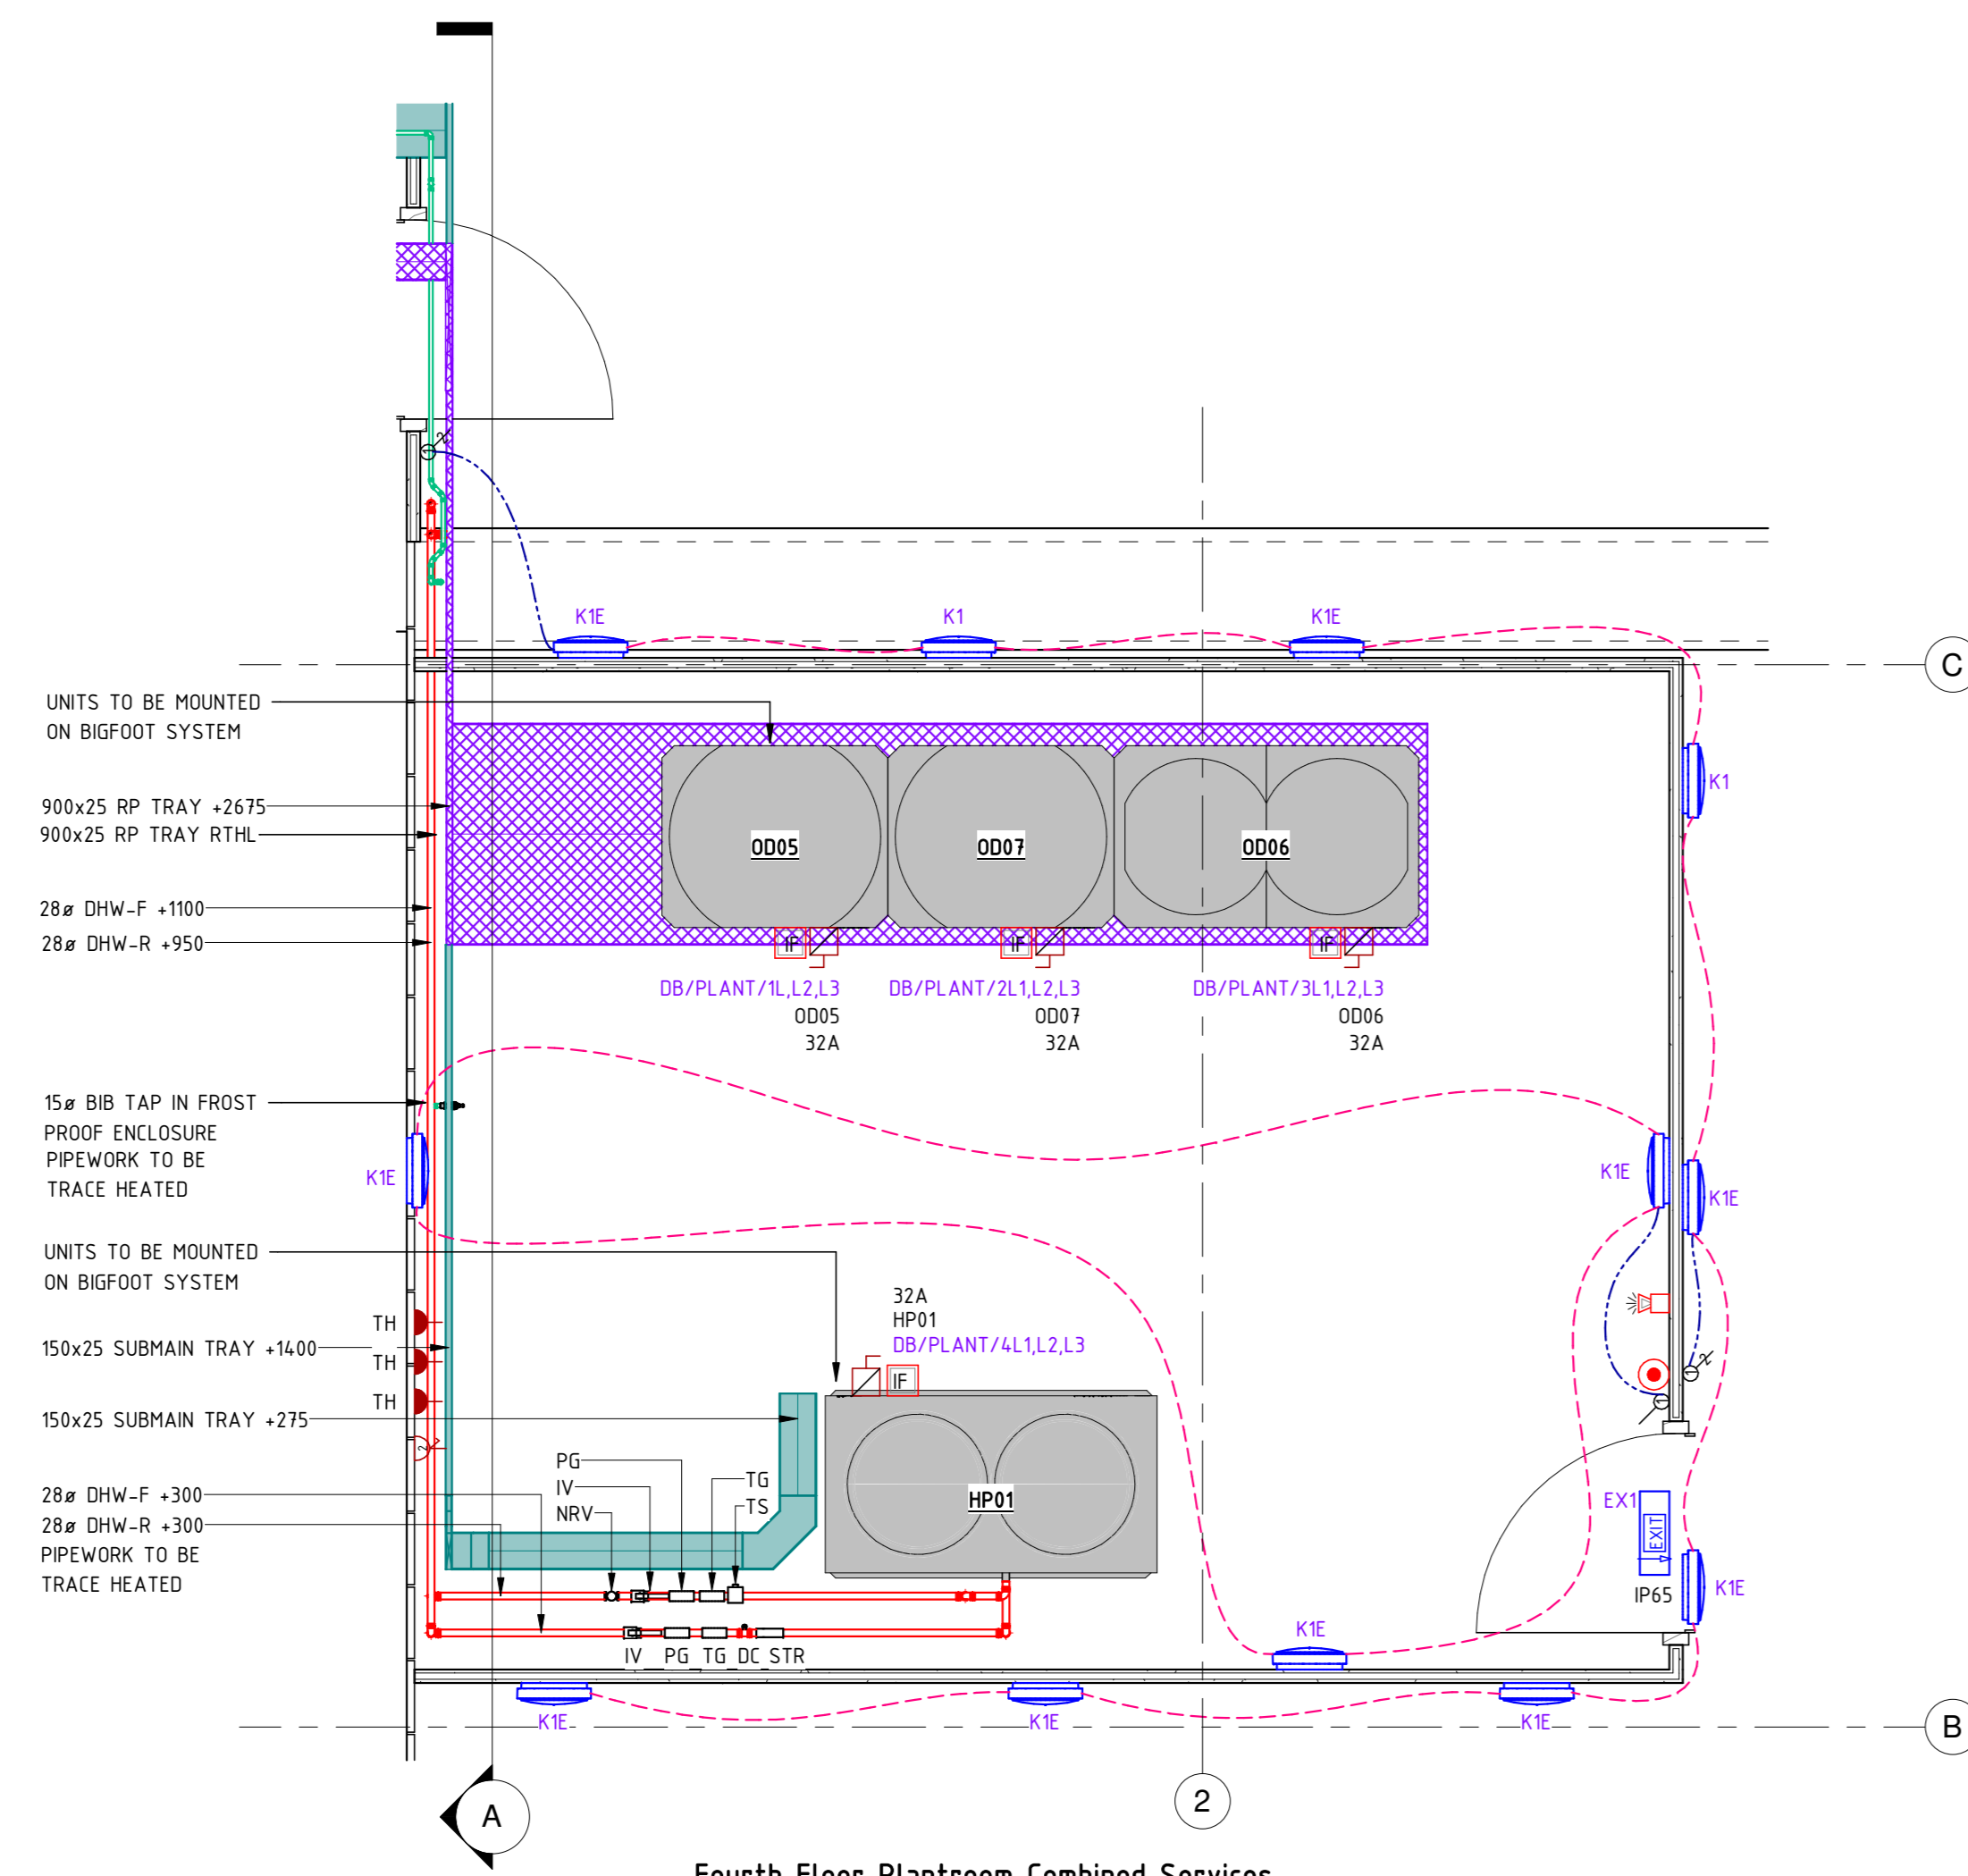 K1E
K1
K1E
C
UNITS TO BE MOUNTED
ON BIGFOOT SYSTEM
K1
900x25 RP TRAY +2675
900x25 RP TRAY RTHL
OD05
OD07
OD06
28ø DHW-F +1100
28ø DHW-R +950
IF
IF
IF
DB/PLANT/1L,L2,L3
OD05
32A
DB/PLANT/2L1,L2,L3
OD07
32A
DB/PLANT/3L1,L2,L3
OD06
32A
15ø BIB TAP IN FROST
PROOF ENCLOSURE
PIPEWORK TO BE
TRACE HEATED
K1E
K1E
K1E
UNITS TO BE MOUNTED
ON BIGFOOT SYSTEM
32A
HP01
DB/PLANT/4L1,L2,L3
IF
TH
150x25 SUBMAIN TRAY +1400
TH
TH
150x25 SUBMAIN TRAY +275
2
PG
IV
NRV
TG
TS
HP01
28ø DHW-F +300
28ø DHW-R +300
PIPEWORK TO BE
TRACE HEATED
EX1
EXIT
IP65
K1E
IV PG TG DC STR
K1E
K1E
K1E
K1E
B
A
2
Fourth Floor Plantroom Combined Services